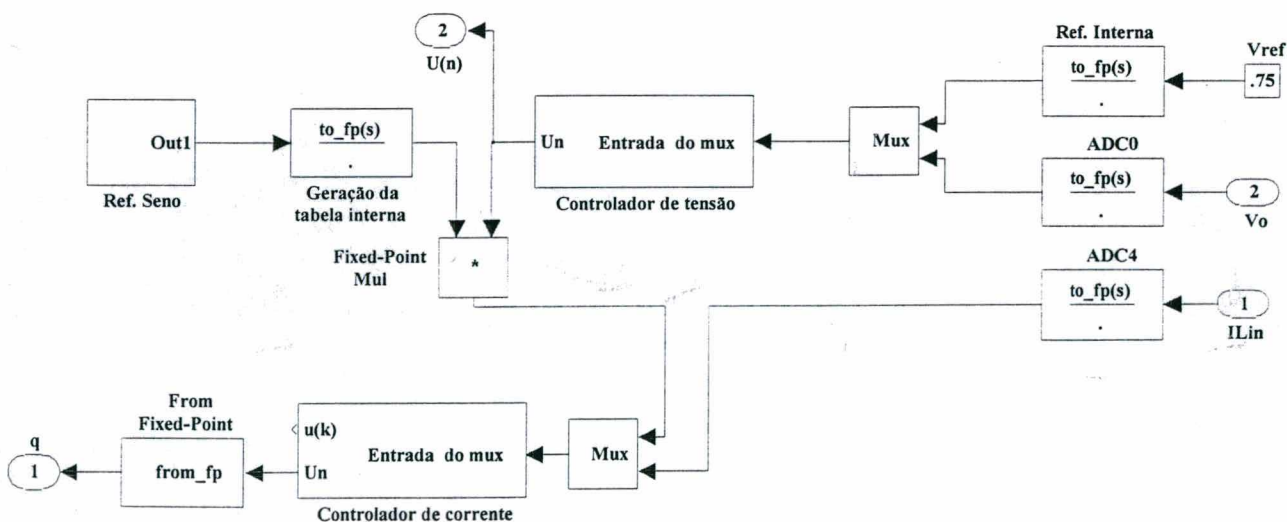 Ref. Interna
Vref
to_fp(s)
.
.75
2
U(n)
Out1
Ref. Seno
to_fp(s)
.
Geração da
tabela interna
Un
Entrada do mux
Controlador de tensão
Mux
ADC0
to_fp(s)
.
2
Vo
Fixed-Point
Mul
*
ADC4
to_fp(s)
.
1
ILin
From
Fixed-Point
q
1
from_fp
u(k)
Entrada do mux
Un
Controlador de corrente
Mux